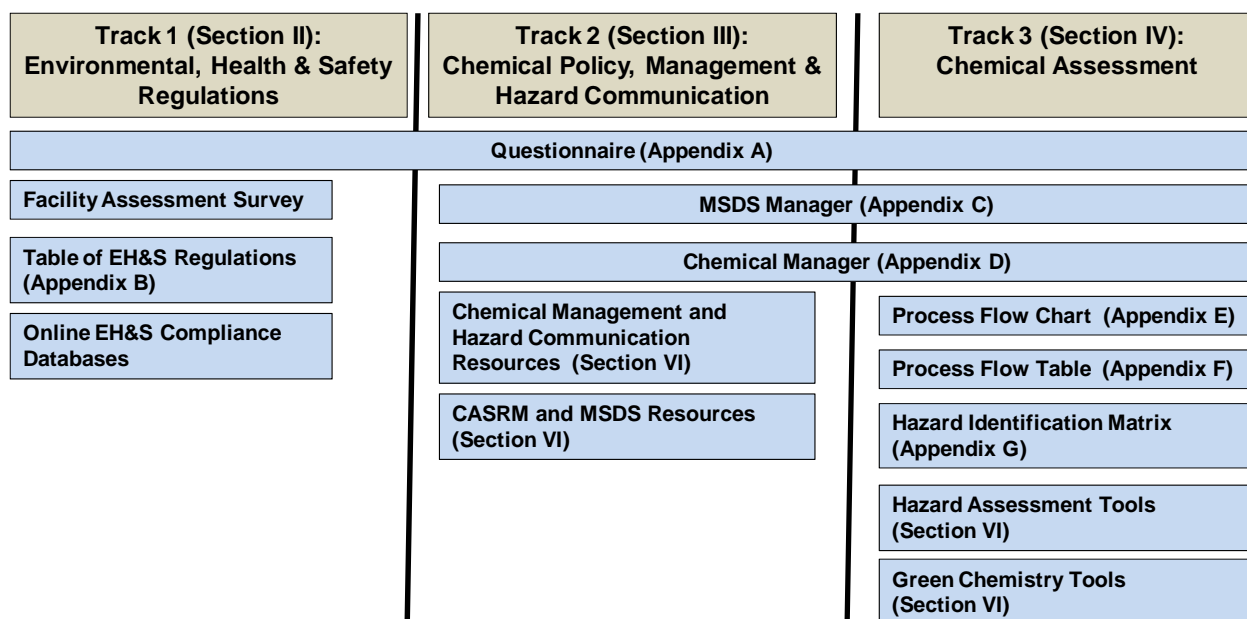 Track 1 (Section II):
Environmental, Health & Safety
Regulations
Track 2 (Section III):
Chemical Policy, Management &
Hazard Communication
Track 3 (Section IV):
Chemical Assessment
Questionnaire (Appendix A)
Facility Assessment Survey
MSDS Manager (Appendix C)
Table of EH&S Regulations
(Appendix B)
Chemical Manager (Appendix D)
Online EH&S Compliance
Databases
Chemical Management and
Hazard Communication
Resources (Section VI)
CASRM and MSDS Resources
(Section VI)
Process Flow Chart (Appendix E)
Process Flow Table (Appendix F)
Hazard Identification Matrix
(Appendix G)
Hazard Assessment Tools
(Section VI)
Green Chemistry Tools
(Section VI)